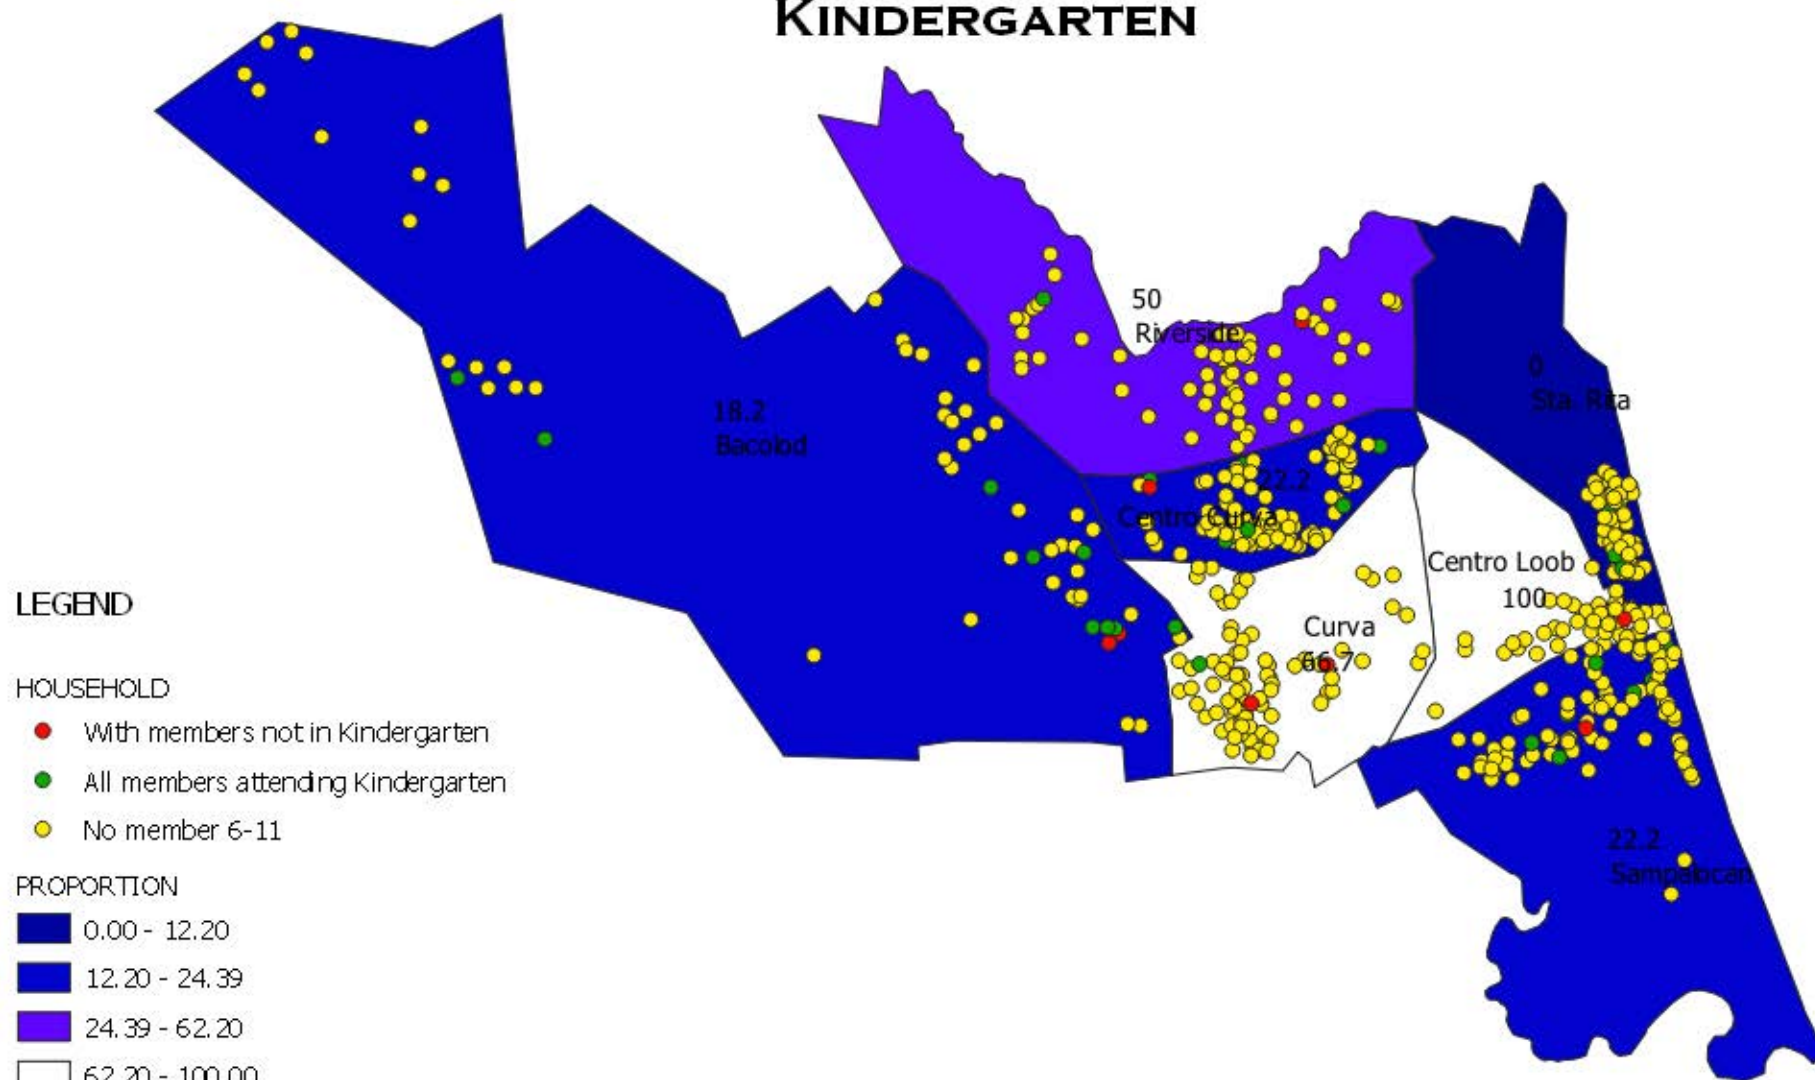 KINDERGARTEN
50
Riverside
0
Sta. Rita
18.2
Bacolod
22.2
Centro Curva
Centro Loob
100
Curva
66.7
22.2
Sampalocan
LEGEND
HOUSEHOLD
With members not in Kindergarten
All members attending Kindergarten
No member 6-11
PROPORTION
0.00 - 12.20
12.20 - 24.39
24.39 - 62.20
62.20 - 100.00